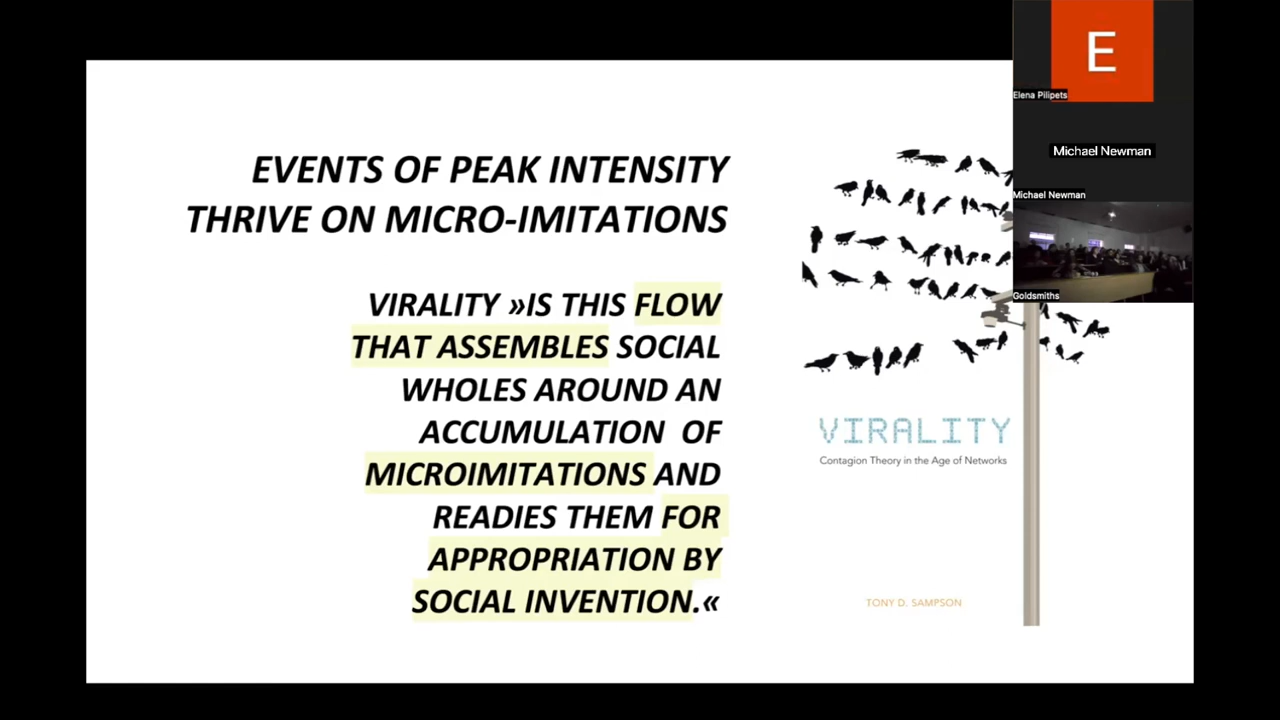 EVENTS OF PEAK INTENSITY
THRIVE ON MICRO-IMITATIONS
VIRALITY »IS THIS FLOW
THAT ASSEMBLES SOCIAL
WHOLES AROUND AN
ACCUMULATION OF
MICROIMITATIONS AND
READIES THEM FOR
APPROPRIATION BY
SOCIAL INVENTION.«
VIRALITY
Contagion Theory in the Age of Networks
TONY D. SAMPSON
E
Elena Pilipets
Michael Newman
Michael Newman
Goldsmiths